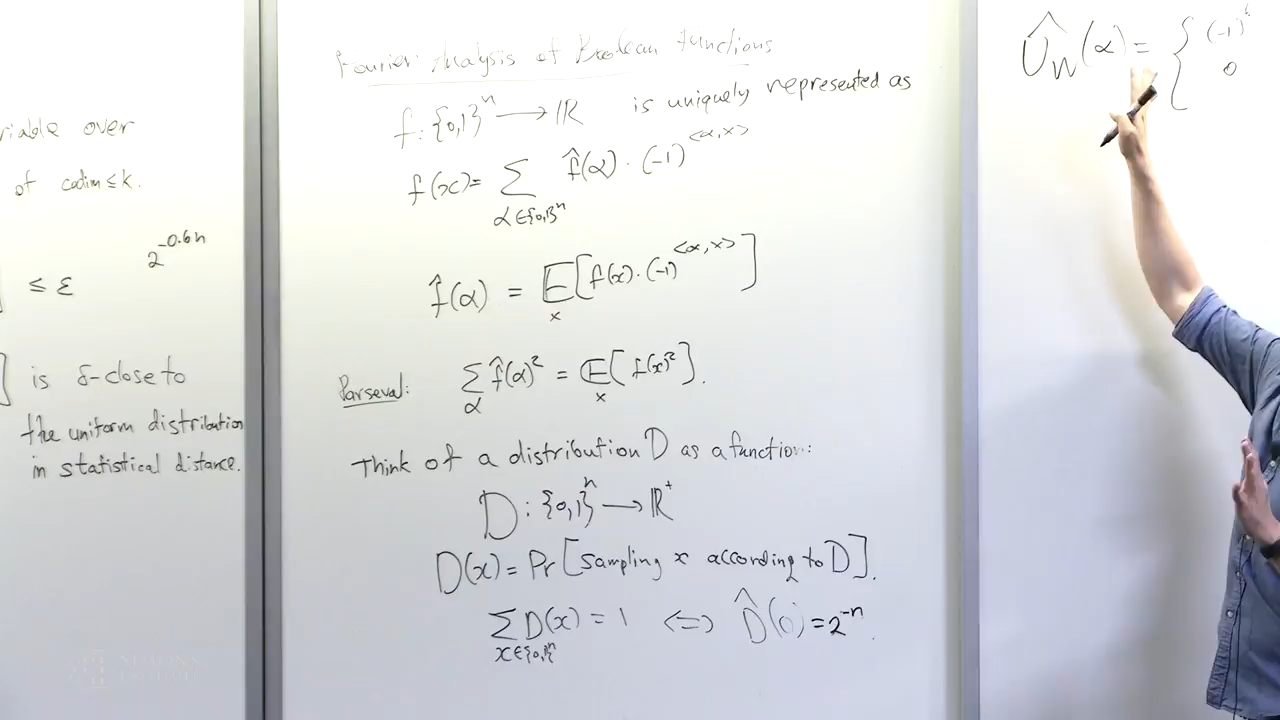 riable over
of codim ≤ k.
] ≤ ε
2^{-0.6n}
] is δ-close to
the uniform distribution
in statistical distance.
Fourier Analysis of Boolean Functions
f : {0,1}^n → ℝ is uniquely represented as
f(x) = Σ_{α∈{0,1}^n} f̂(α) · (-1)^{<α,x>}
f̂(α) = 𝔼_x [f(x) · (-1)^{<α,x>}]
Parseval: Σ_α f̂(α)^2 = 𝔼_x [f(x)^2].
Think of a distribution D as a function:
D : {0,1}^n → ℝ^+
D(x) = Pr[Sampling x according to D].
Σ_{x∈{0,1}^n} D(x) = 1 <=> D̂(0) = 2^{-n}.
Û_W(α) = { (-1)
0
SIMONS
INSTITUTE